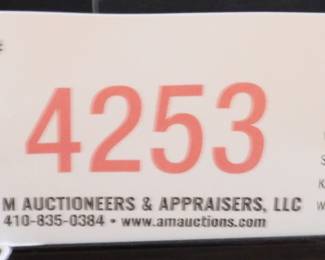 4253
M AUCTIONEERS & APPRAISERS, LLC
410-835-0384 • www.amauctions.com